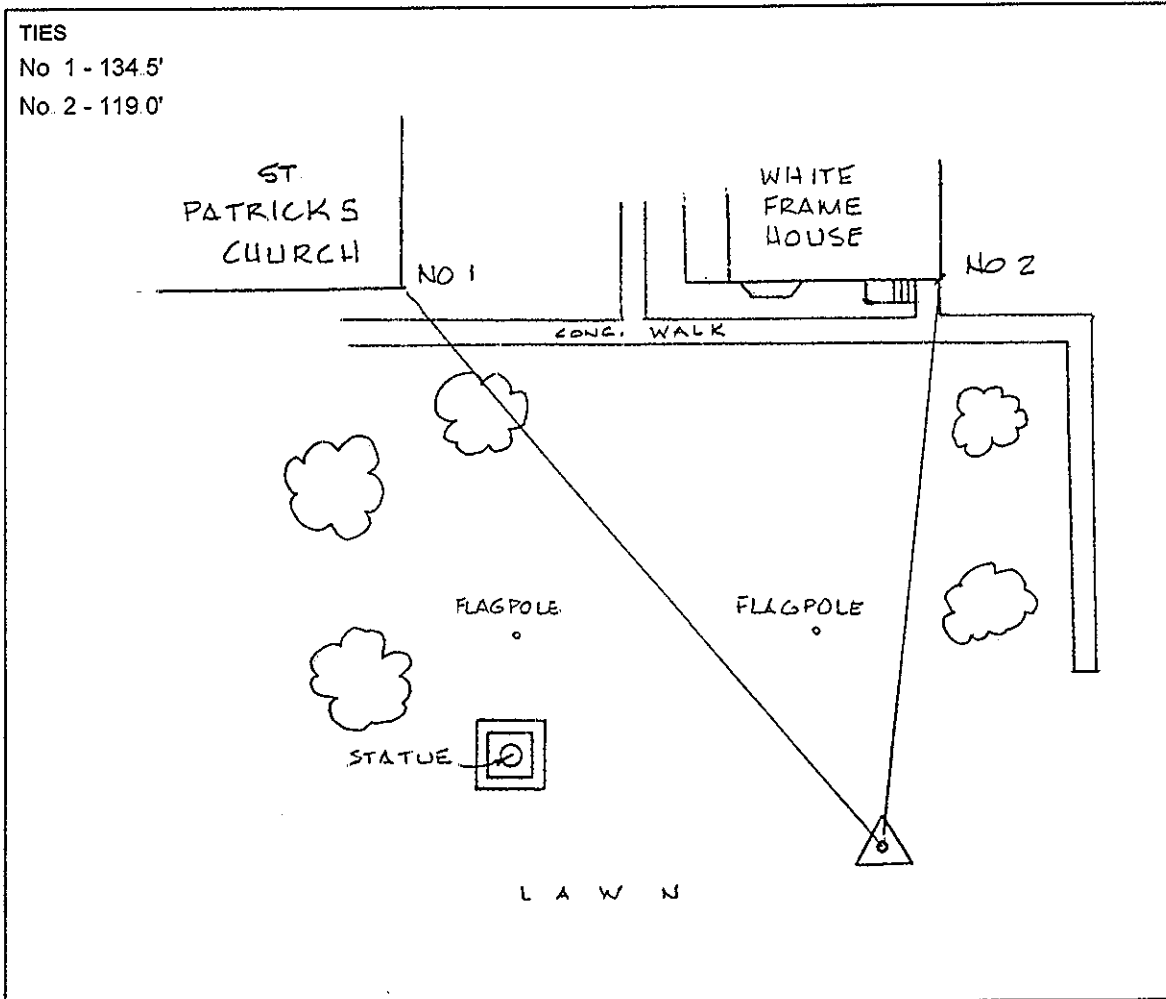 TIES
No 1 - 134.5'
No. 2 - 119.0'
ST.
PATRICKS
CHURCH
NO 1
WHITE
FRAME
HOUSE
NO 2
CONC. WALK
FLAGPOLE
FLAGPOLE
STATUE
LAWN